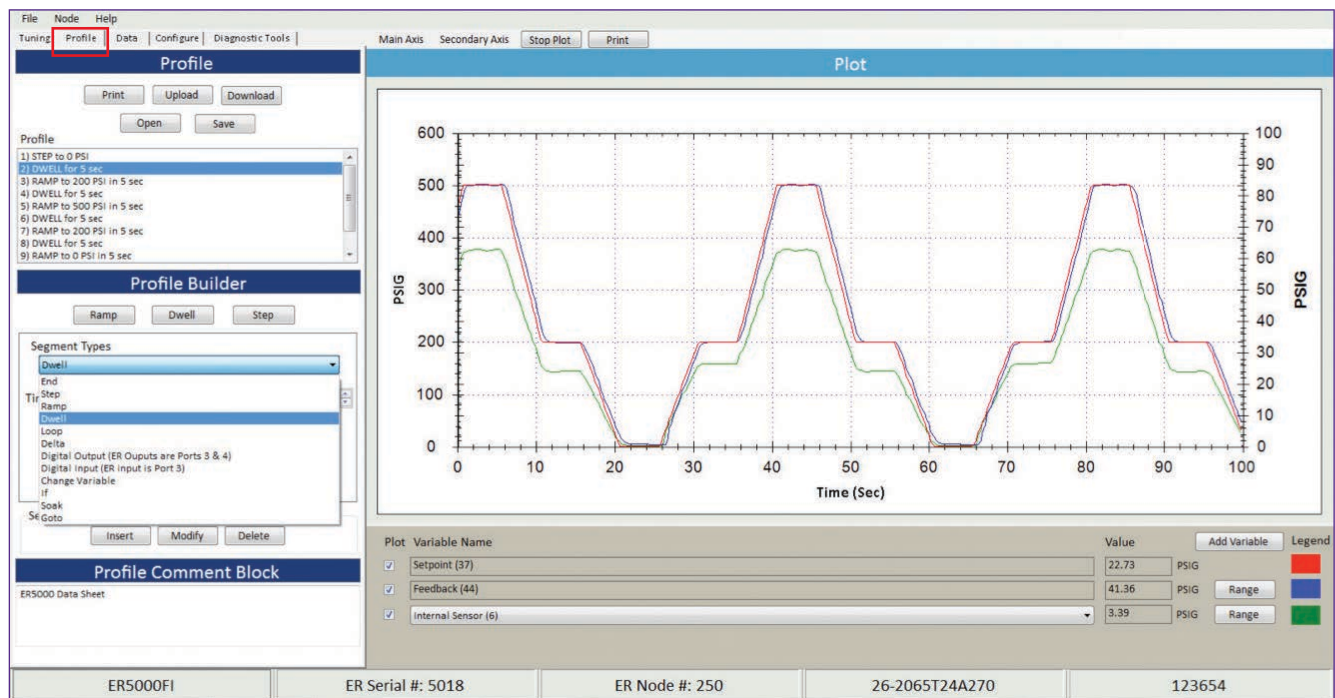 File Node Help
Tuning Profile Data Configure Diagnostic Tools
Main Axis Secondary Axis Stop Plot Print
Profile
Print Upload Download
Open Save
Profile
1) STEP to 0 PSI
2) DWELL for 5 sec
3) RAMP to 200 PSI in 5 sec
4) DWELL for 5 sec
5) RAMP to 500 PSI in 5 sec
6) DWELL for 5 sec
7) RAMP to 200 PSI in 5 sec
8) DWELL for 5 sec
9) RAMP to 0 PSI in 5 sec
Profile Builder
Ramp Dwell Step
Segment Types
Dwell
End
Step
Ramp
Dwell
Loop
Delta
Digital Output (ER Ouputs are Ports 3 & 4)
Digital Input (ER input is Port 3)
Change Variable
If
Soak
Goto
Insert Modify Delete
Profile Comment Block
ER5000 Data Sheet
Plot
600
500
400
300
200
100
0
PSIG
100
90
80
70
60
50
40
30
20
10
0
PSIG
0 10 20 30 40 50 60 70 80 90 100
Time (Sec)
Plot Variable Name Value Add Variable Legend
Setpoint (37) 22.73 PSIG
Feedback (44) 41.36 PSIG Range
Internal Sensor (6) 3.39 PSIG Range
ER5000FI ER Serial #: 5018 ER Node #: 250 26-2065T24A270 123654